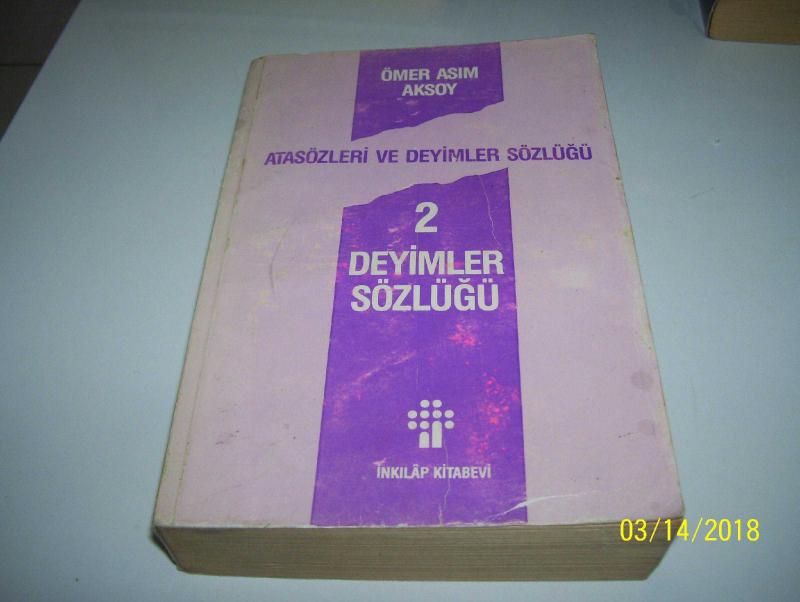 ÖMER ASIM
AKSOY
ATASÖZLERİ VE DEYİMLER SÖZLÜĞÜ
2
DEYİMLER
SÖZLÜĞÜ
İNKILÂP KİTABEVİ
03/14/2018